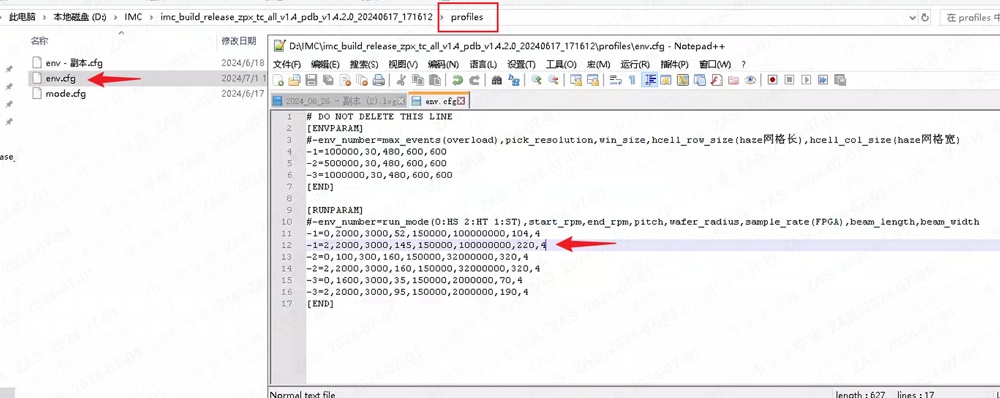 此电脑 › 本地磁盘 (D:) › IMC › imc_build_release_zpx_tc_all_v1.4_pdb_v1.4.2.0_20240617_171612 › profiles
在 profiles 中
名称 修改日期
env - 副本.cfg 2024/6/18
env.cfg 2024/7/1 1
mode.cfg 2024/6/17
ase_
D:\IMC\imc_build_release_zpx_tc_all_v1.4_pdb_v1.4.2.0_20240617_171612\profiles\env.cfg - Notepad++
文件(F) 编辑(E) 搜索(S) 视图(V) 编码(N) 语言(L) 设置(T) 工具(O) 宏(M) 运行(R) 插件(P) 窗口(W) ?
2024_06_26 - 副本 (2).log env.cfg
1 # DO NOT DELETE THIS LINE
2 [ENVPARAM]
3 #-env_number=max_events(overload),pick_resolution,win_size,hcell_row_size(haze网格长),hcell_col_size(haze网格宽)
4 -1=100000,30,480,600,600
5 -2=500000,30,480,600,600
6 -3=1000000,30,480,600,600
7 [END]
8
9 [RUNPARAM]
10 #-env_number=run_mode(0:HS 2:HT 1:ST),start_rpm,end_rpm,pitch,wafer_radius,sample_rate(FPGA),beam_length,beam_width
11 -1=0,2000,3000,52,150000,100000000,104,4
12 -1=2,2000,3000,145,150000,100000000,220,4
13 -2=0,100,300,160,150000,32000000,320,4
14 -2=2,2000,3000,160,150000,32000000,320,4
15 -3=0,1600,3000,35,150000,2000000,70,4
16 -3=2,2000,3000,95,150000,2000000,190,4
17 [END]
Normal text file length : 627 lines : 17
中安半导体 ZAS 2024-07-01